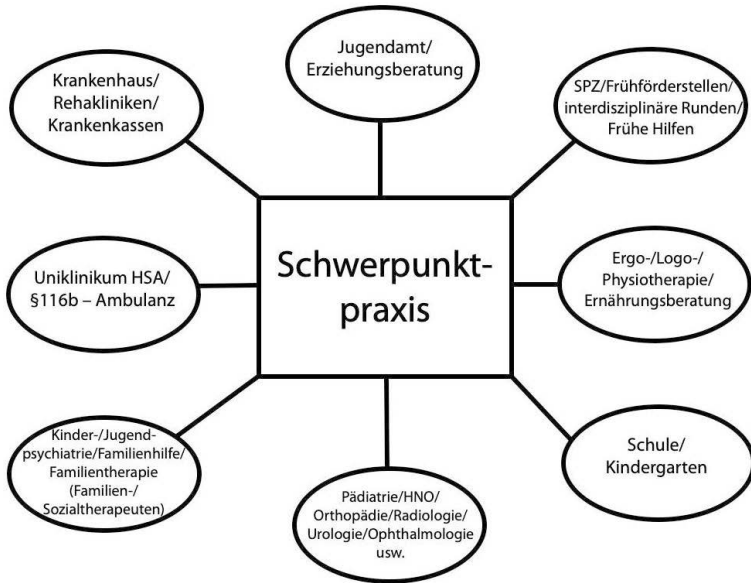 Jugendamt/
Erziehungsberatung
Krankenhaus/
Rehakliniken/
Krankenkassen
SPZ/Frühförderstellen/
interdisziplinäre Runden/
Frühe Hilfen
Uniklinikum HSA/
§116b – Ambulanz
Schwerpunkt-
praxis
Ergo-/Logo-/
Physiotherapie/
Ernährungsberatung
Kinder-/Jugend-
psychiatrie/Familienhilfe/
Familientherapie
(Familien-/
Sozialtherapeuten)
Pädiatrie/HNO/
Orthopädie/Radiologie/
Urologie/Ophthalmologie
usw.
Schule/
Kindergarten